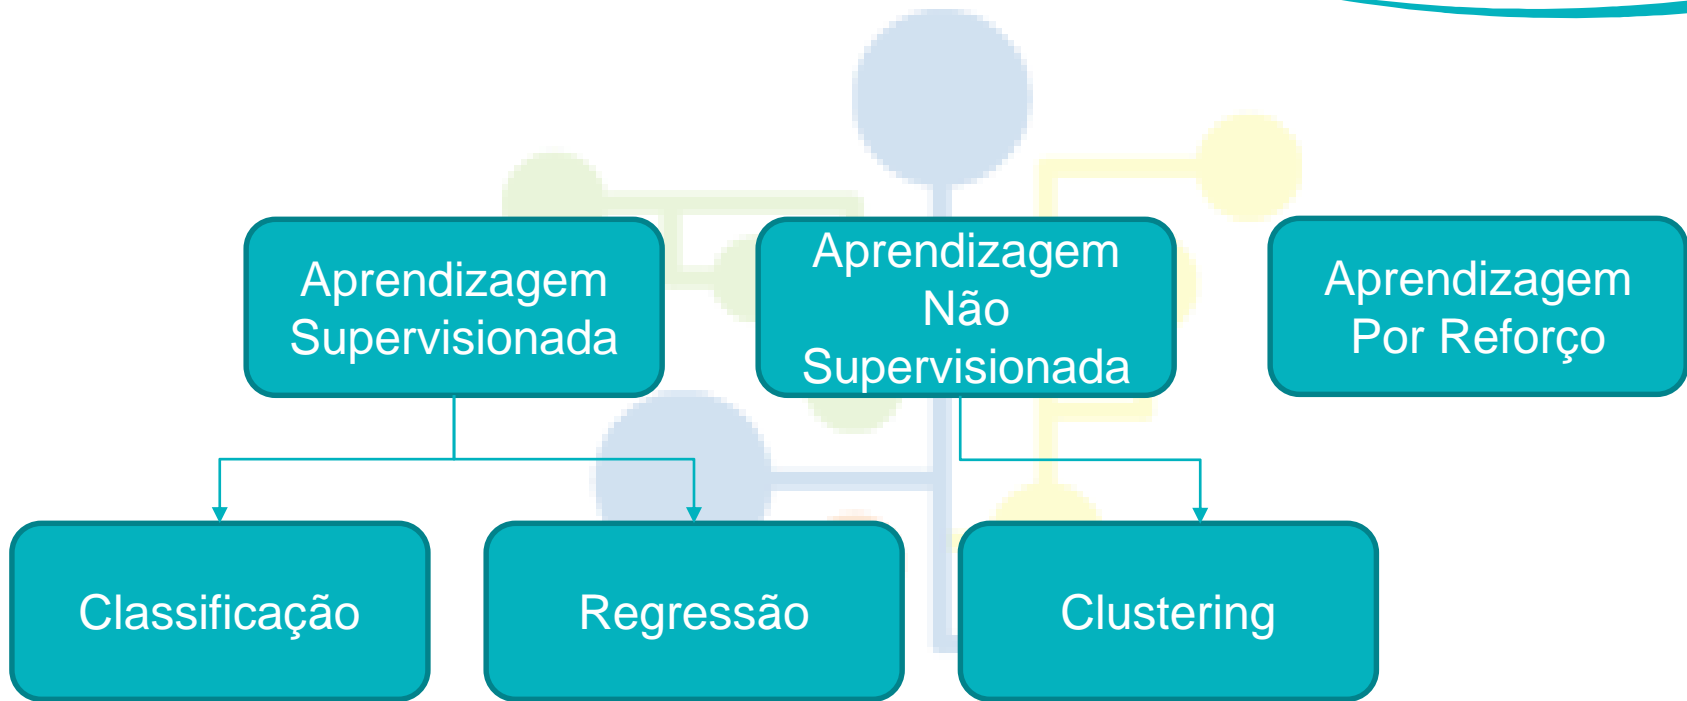 Aprendizagem
Supervisionada
Aprendizagem
Não
Supervisionada
Aprendizagem
Por Reforço
Classificação
Regressão
Clustering